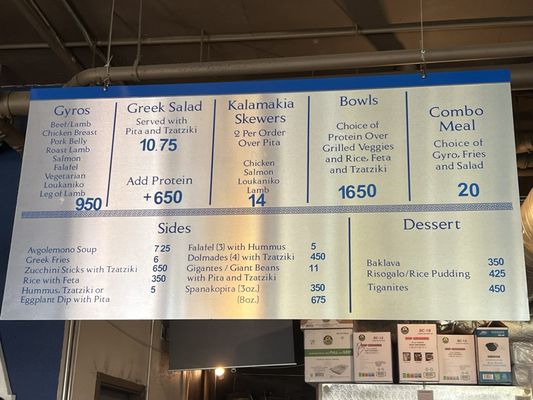 Gyros
Beef/Lamb
Chicken Breast
Pork Belly
Roast Lamb
Salmon
Falafel
Vegetarian
Loukaniko
Leg of Lamb
950
Greek Salad
Served with
Pita and Tzatziki
10.75
Add Protein
+650
Kalamakia
Skewers
2 Per Order
Over Pita
Chicken
Salmon
Loukaniko
Lamb
14
Bowls
Choice of
Protein Over
Grilled Veggies
and Rice, Feta
and Tzatziki
1650
Combo
Meal
Choice of
Gyro, Fries
and Salad
20
Sides
Avgolemono Soup 7 25
Greek Fries 6
Zucchini Sticks with Tzatziki 650
Rice with Feta 350
Hummus, Tziki or 5
Eggplant Dip with Pita
Falafel (3) with Hummus 5
Dolmades (4) with Tzatziki 450
Gigantes / Giant Beans 11
with Pita and Tzatziki
Spanakopita (3oz.) 350
(8oz.) 675
Dessert
Baklava 350
Risogalo/Rice Pudding 425
Tiganites 450